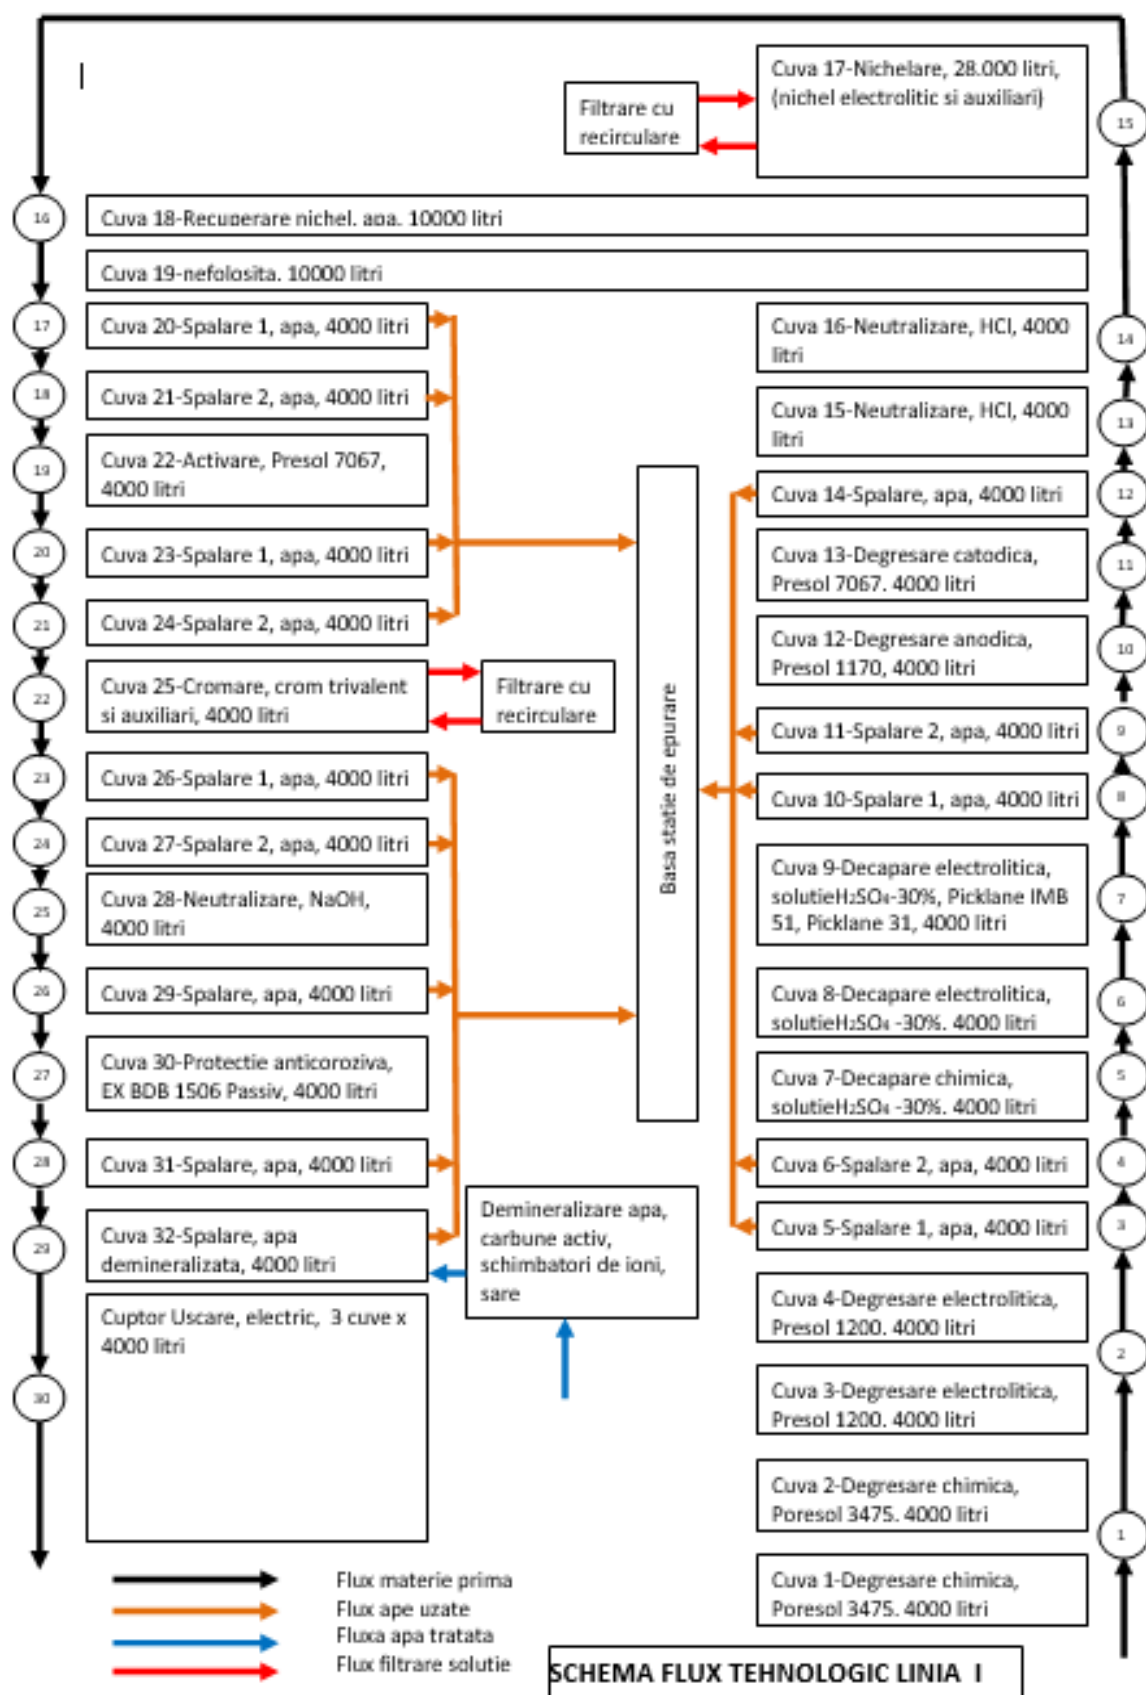 Cuva 17-Nichelare, 28.000 litri,
(nichel electrolitic si auxiliari)
Filtrare cu
recirculare
15
16
Cuva 18-Recuperare nichel. apa. 10000 litri
Cuva 19-nefolosita. 10000 litri
17
Cuva 20-Spalare 1, apa, 4000 litri
18
Cuva 21-Spalare 2, apa, 4000 litri
19
Cuva 22-Activare, Presol 7067,
4000 litri
20
Cuva 23-Spalare 1, apa, 4000 litri
21
Cuva 24-Spalare 2, apa, 4000 litri
22
Cuva 25-Cromare, crom trivalent
si auxiliari, 4000 litri
Filtrare cu
recirculare
23
Cuva 26-Spalare 1, apa, 4000 litri
24
Cuva 27-Spalare 2, apa, 4000 litri
25
Cuva 28-Neutralizare, NaOH,
4000 litri
26
Cuva 29-Spalare, apa, 4000 litri
27
Cuva 30-Protectie anticoroziva,
EX BDB 1506 Passiv, 4000 litri
28
Cuva 31-Spalare, apa, 4000 litri
29
Cuva 32-Spalare, apa
demineralizata, 4000 litri
Demineralizare apa,
carbune activ,
schimbatori de ioni,
sare
30
Cuptor Uscare, electric, 3 cuve x
4000 litri
Basa statie de epurare
Cuva 16-Neutralizare, HCl, 4000
litri
14
Cuva 15-Neutralizare, HCl, 4000
litri
13
Cuva 14-Spalare, apa, 4000 litri
12
Cuva 13-Degresare catodica,
Presol 7067. 4000 litri
11
Cuva 12-Degresare anodica,
Presol 1170, 4000 litri
10
Cuva 11-Spalare 2, apa, 4000 litri
9
Cuva 10-Spalare 1, apa, 4000 litri
8
Cuva 9-Decapare electrolitica,
solutieH₂SO₄-30%, Picklane IMB
51, Picklane 31, 4000 litri
7
Cuva 8-Decapare electrolitica,
solutieH₂SO₄ -30%. 4000 litri
6
Cuva 7-Decapare chimica,
solutieH₂SO₄ -30%. 4000 litri
5
Cuva 6-Spalare 2, apa, 4000 litri
4
Cuva 5-Spalare 1, apa, 4000 litri
3
Cuva 4-Degresare electrolitica,
Presol 1200. 4000 litri
2
Cuva 3-Degresare electrolitica,
Presol 1200. 4000 litri
Cuva 2-Degresare chimica,
Poresol 3475. 4000 litri
1
Cuva 1-Degresare chimica,
Poresol 3475. 4000 litri
Flux materie prima
Flux ape uzate
Fluxa apa tratata
Flux filtrare solutie
SCHEMA FLUX TEHNOLOGIC LINIA I